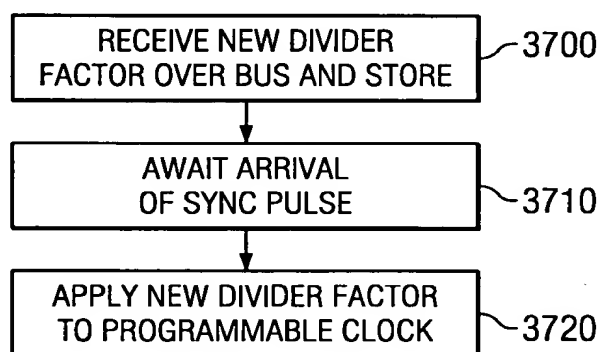 RECEIVE NEW DIVIDER
FACTOR OVER BUS AND STORE
3700
AWAIT ARRIVAL
OF SYNC PULSE
3710
APPLY NEW DIVIDER FACTOR
TO PROGRAMMABLE CLOCK
3720